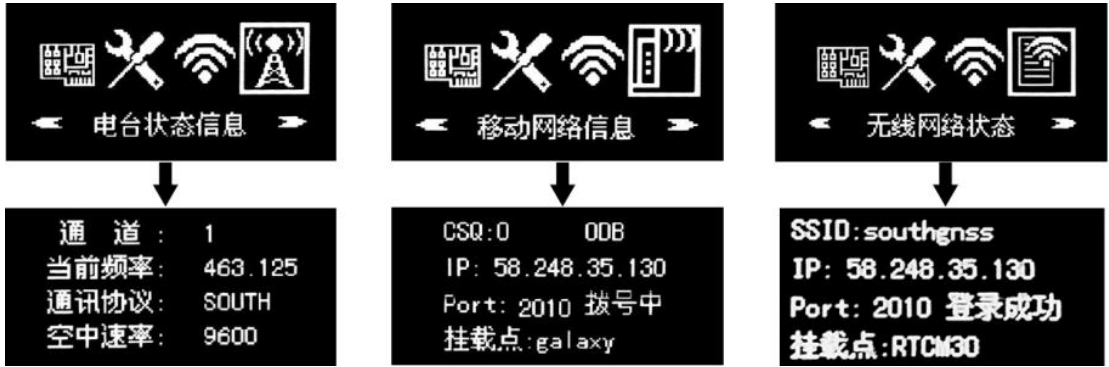 电台状态信息
移动网络信息
无线网络状态
通 道: 1
当前频率: 463.125
通讯协议: SOUTH
空中速率: 9600
CSQ:0 0DB
IP: 58.248.35.130
Port: 2010 拨号中
挂载点:galaxy
SSID:southgnss
IP: 58.248.35.130
Port: 2010 登录成功
挂载点:RTCM30